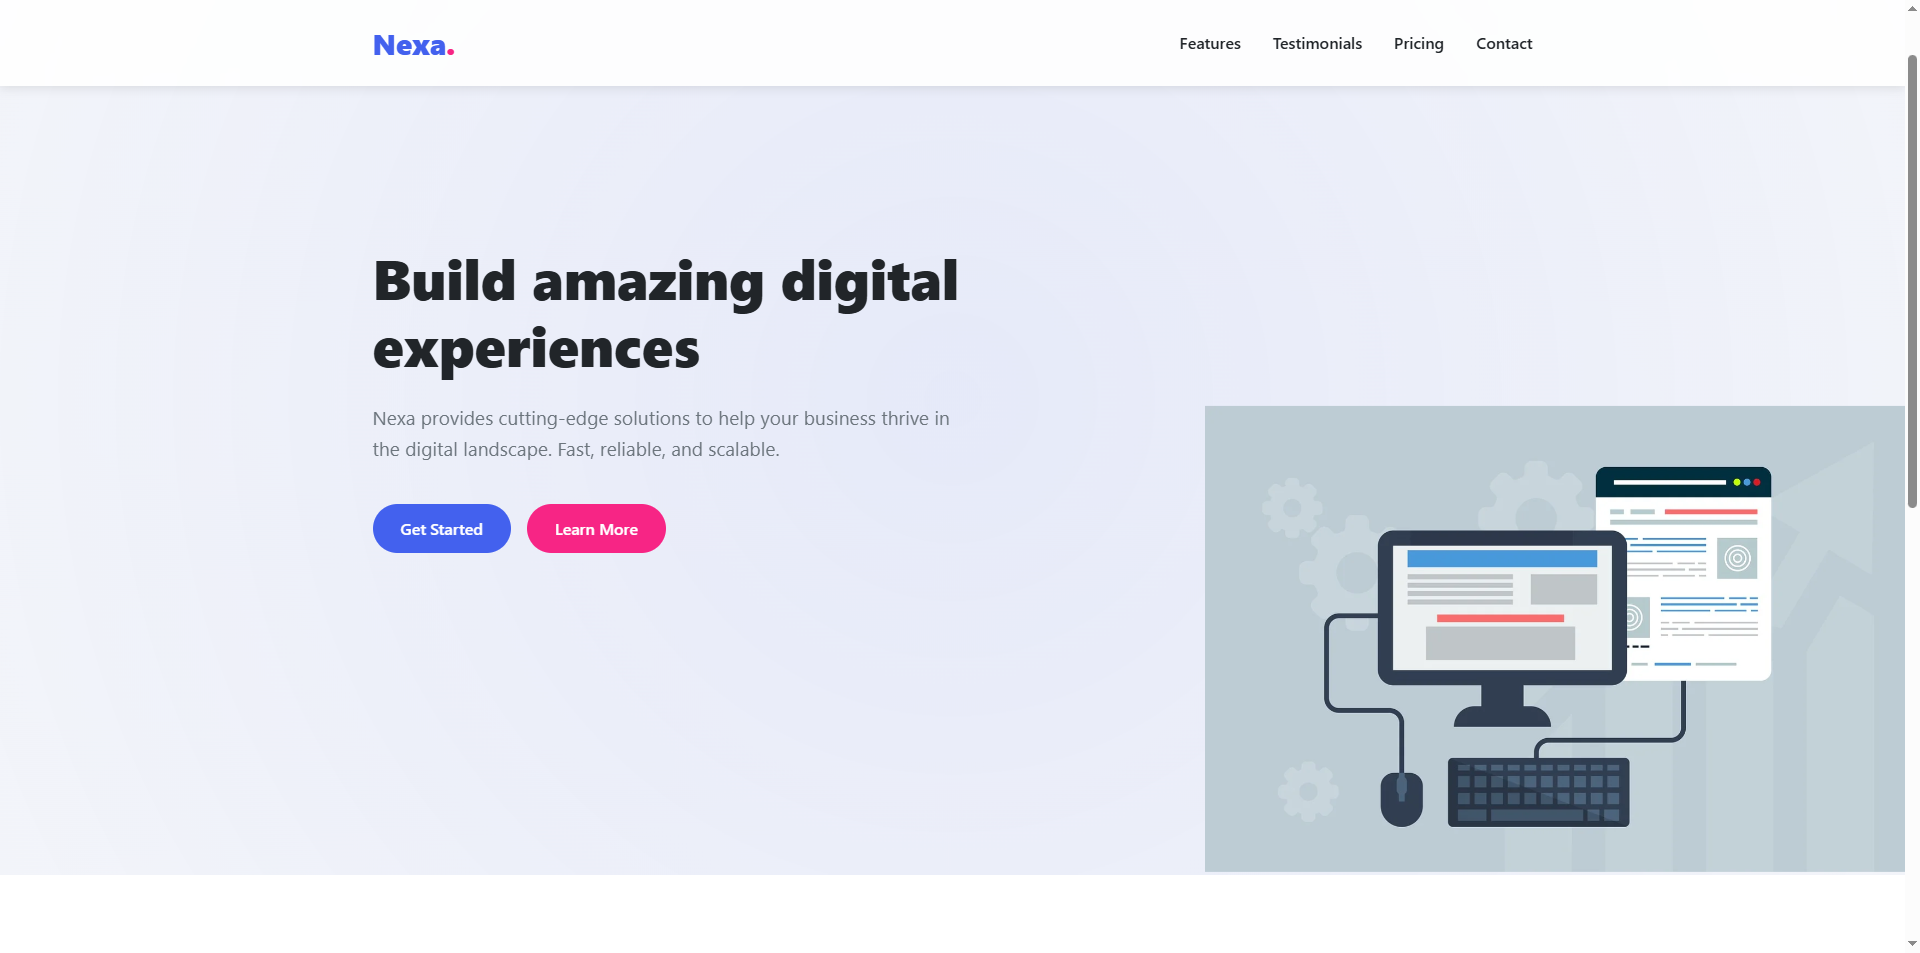 Nexa.
Features
Testimonials
Pricing
Contact
Build amazing digital
experiences
Nexa provides cutting-edge solutions to help your business thrive in
the digital landscape. Fast, reliable, and scalable.
Get Started
Learn More